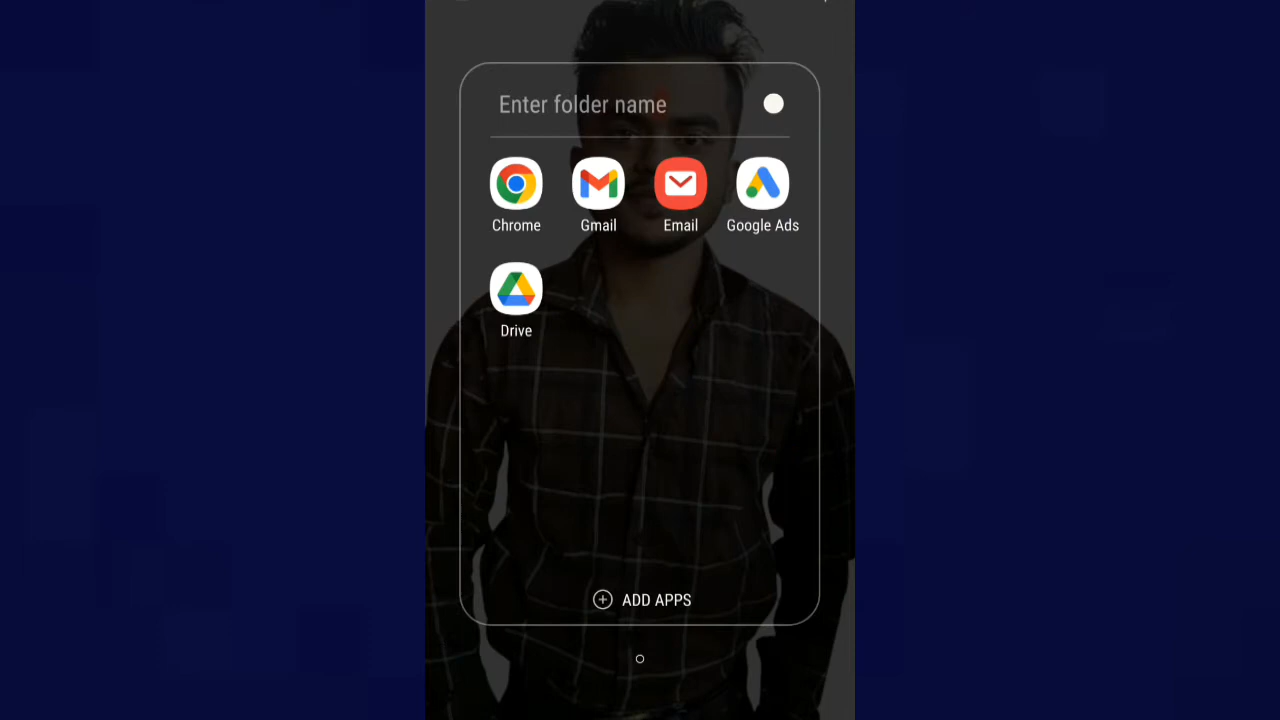 Enter folder name
Chrome
Gmail
Email
Google Ads
Drive
ADD APPS